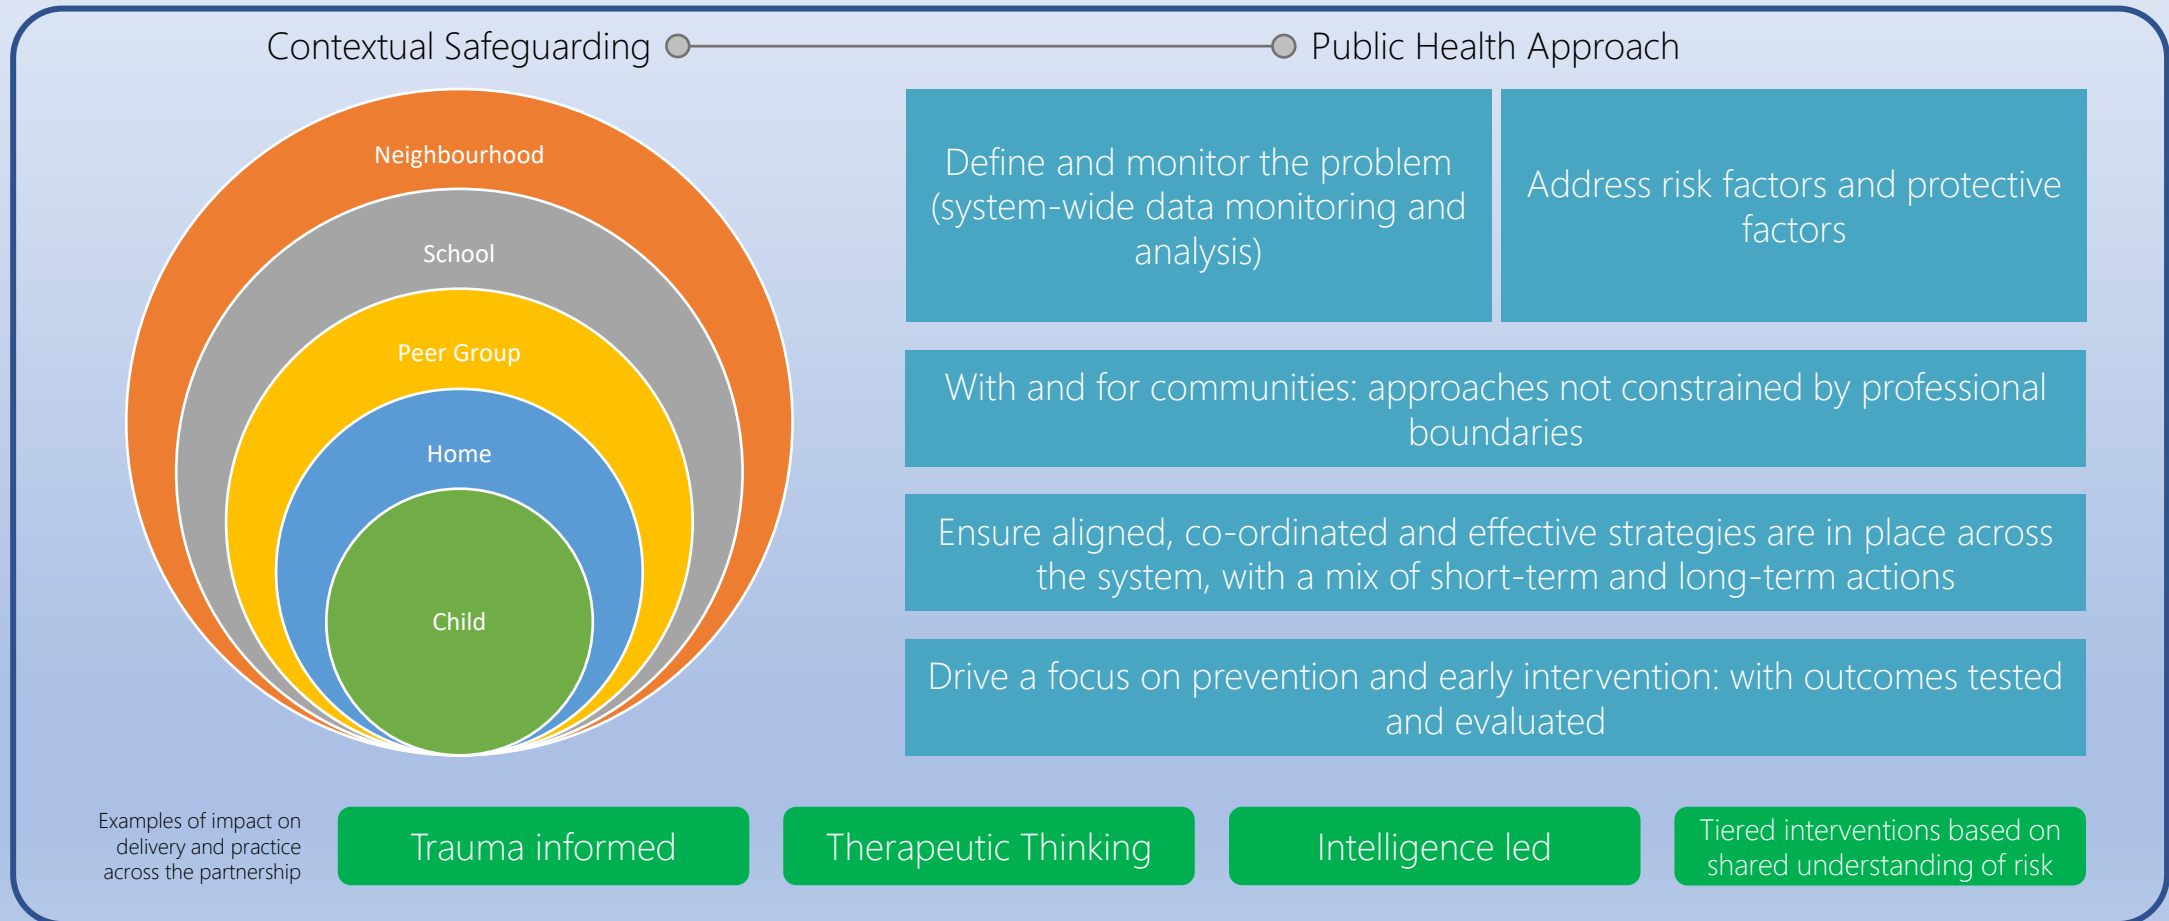 Contextual Safeguarding
Public Health Approach
Neighbourhood
School
Peer Group
Home
Child
Define and monitor the problem
(system-wide data monitoring and
analysis)
Address risk factors and protective
factors
With and for communities: approaches not constrained by professional
boundaries
Ensure aligned, co-ordinated and effective strategies are in place across
the system, with a mix of short-term and long-term actions
Drive a focus on prevention and early intervention: with outcomes tested
and evaluated
Examples of impact on
delivery and practice
across the partnership
Trauma informed
Therapeutic Thinking
Intelligence led
Tiered interventions based on
shared understanding of risk